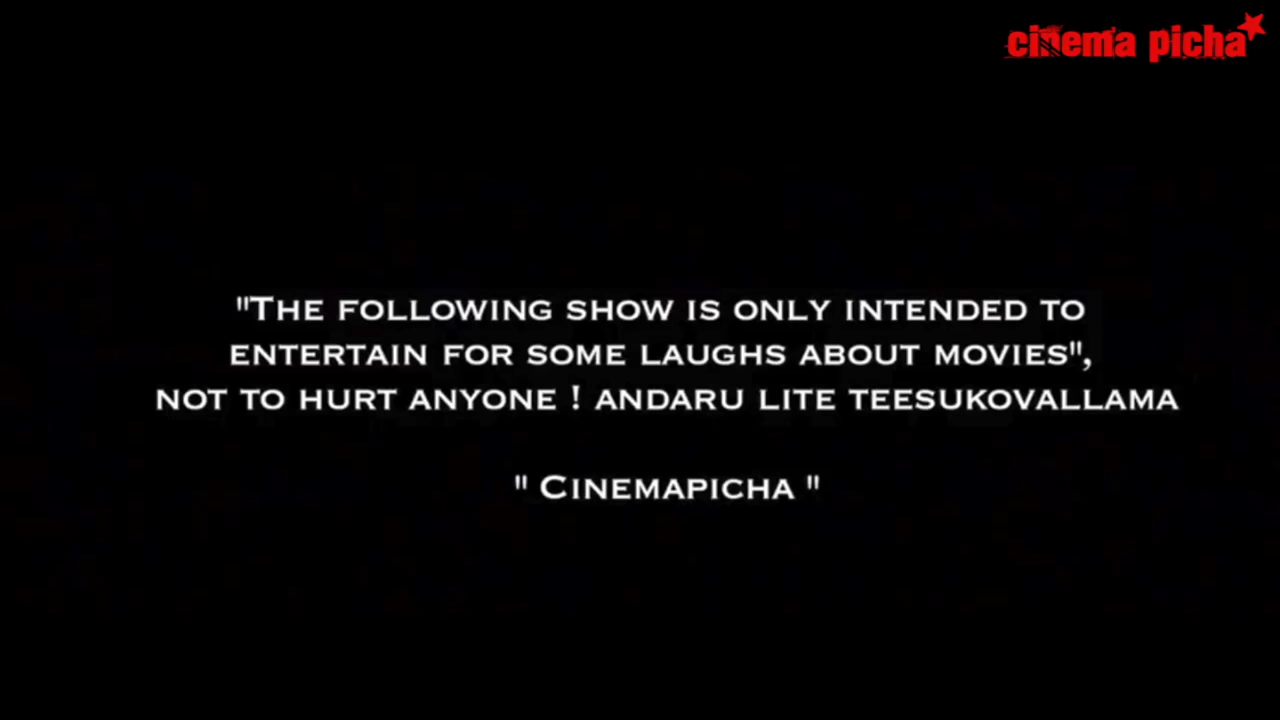 cinema picha
"The following show is only intended to
entertain for some laughs about movies",
not to hurt anyone ! andaru lite teesukovallama
" Cinemapicha "